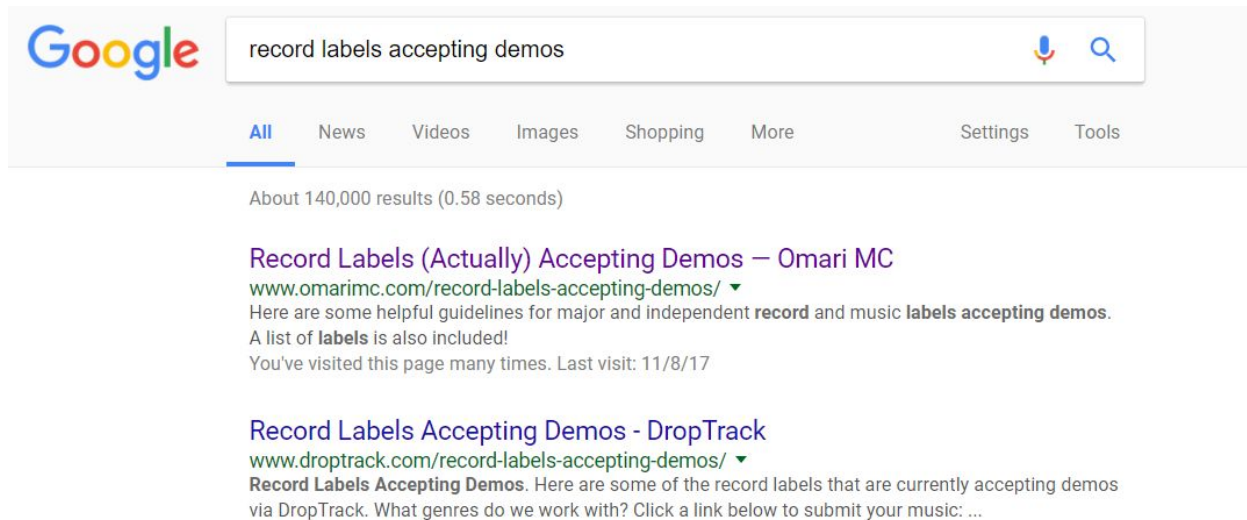 Google record labels accepting demos
All News Videos Images Shopping More Settings Tools
About 140,000 results (0.58 seconds)
Record Labels (Actually) Accepting Demos — Omari MC
www.omarimc.com/record-labels-accepting-demos/
Here are some helpful guidelines for major and independent record and music labels accepting demos.
A list of labels is also included!
You've visited this page many times. Last visit: 11/8/17
Record Labels Accepting Demos - DropTrack
www.droptrack.com/record-labels-accepting-demos/
Record Labels Accepting Demos. Here are some of the record labels that are currently accepting demos
via DropTrack. What genres do we work with? Click a link below to submit your music: ...